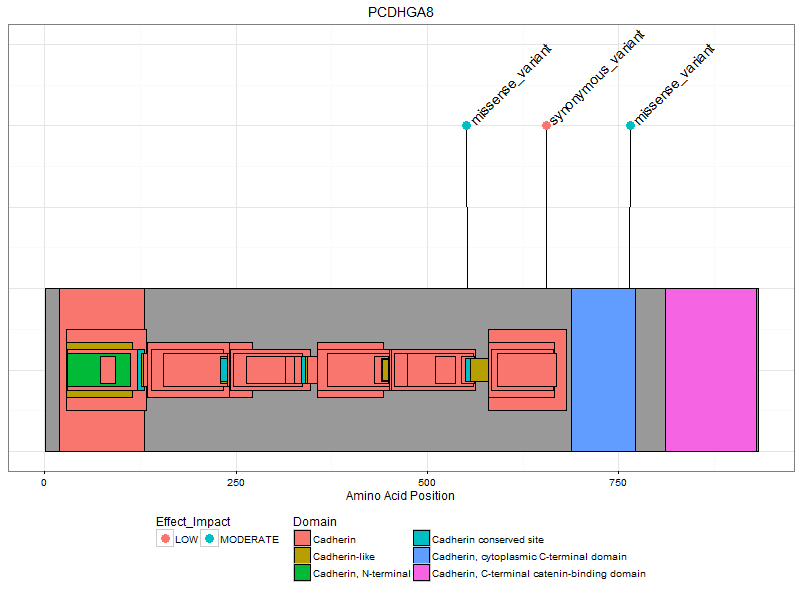 PCDHGA8
missense_variant
synonymous_variant
missense_variant
0 250 500 750
Amino Acid Position
Effect_Impact
LOW MODERATE
Domain
Cadherin
Cadherin-like
Cadherin, N-terminal
Cadherin conserved site
Cadherin, cytoplasmic C-terminal domain
Cadherin, C-terminal catenin-binding domain